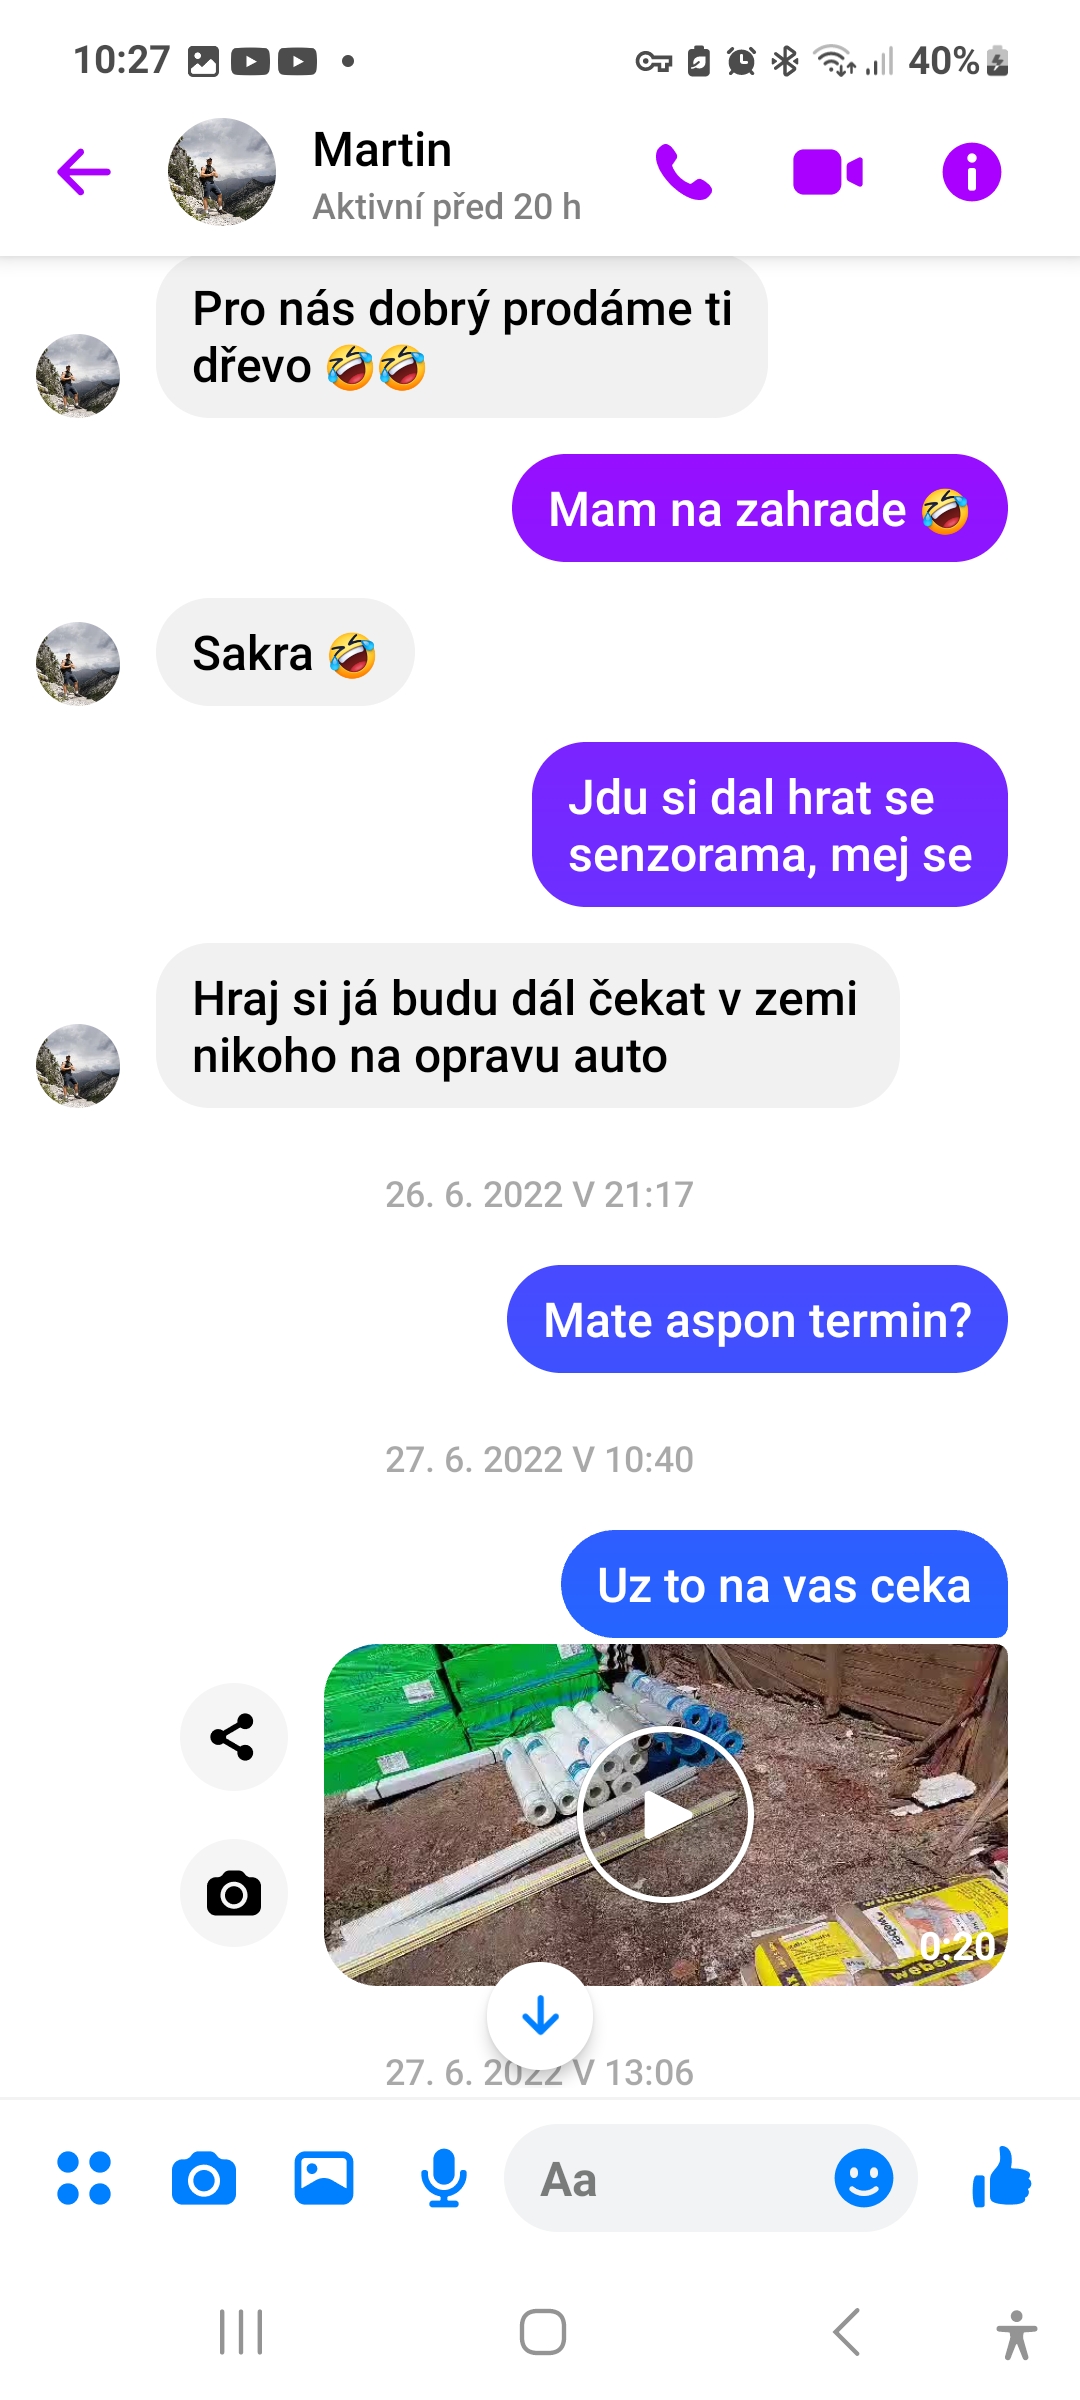 10:27
40%
Martin
Aktivní před 20 h
Pro nás dobrý prodáme ti
dřevo 🤣🤣
Mam na zahrade 🤣
Sakra 🤣
Jdu si dal hrat se
senzorama, mej se
Hraj si já budu dál čekat v zemi
nikoho na opravu auto
26. 6. 2022 V 21:17
Mate aspon termin?
27. 6. 2022 V 10:40
Uz to na vas ceka
weber
0:20
weber
27. 6. 2022 V 13:06
Aa